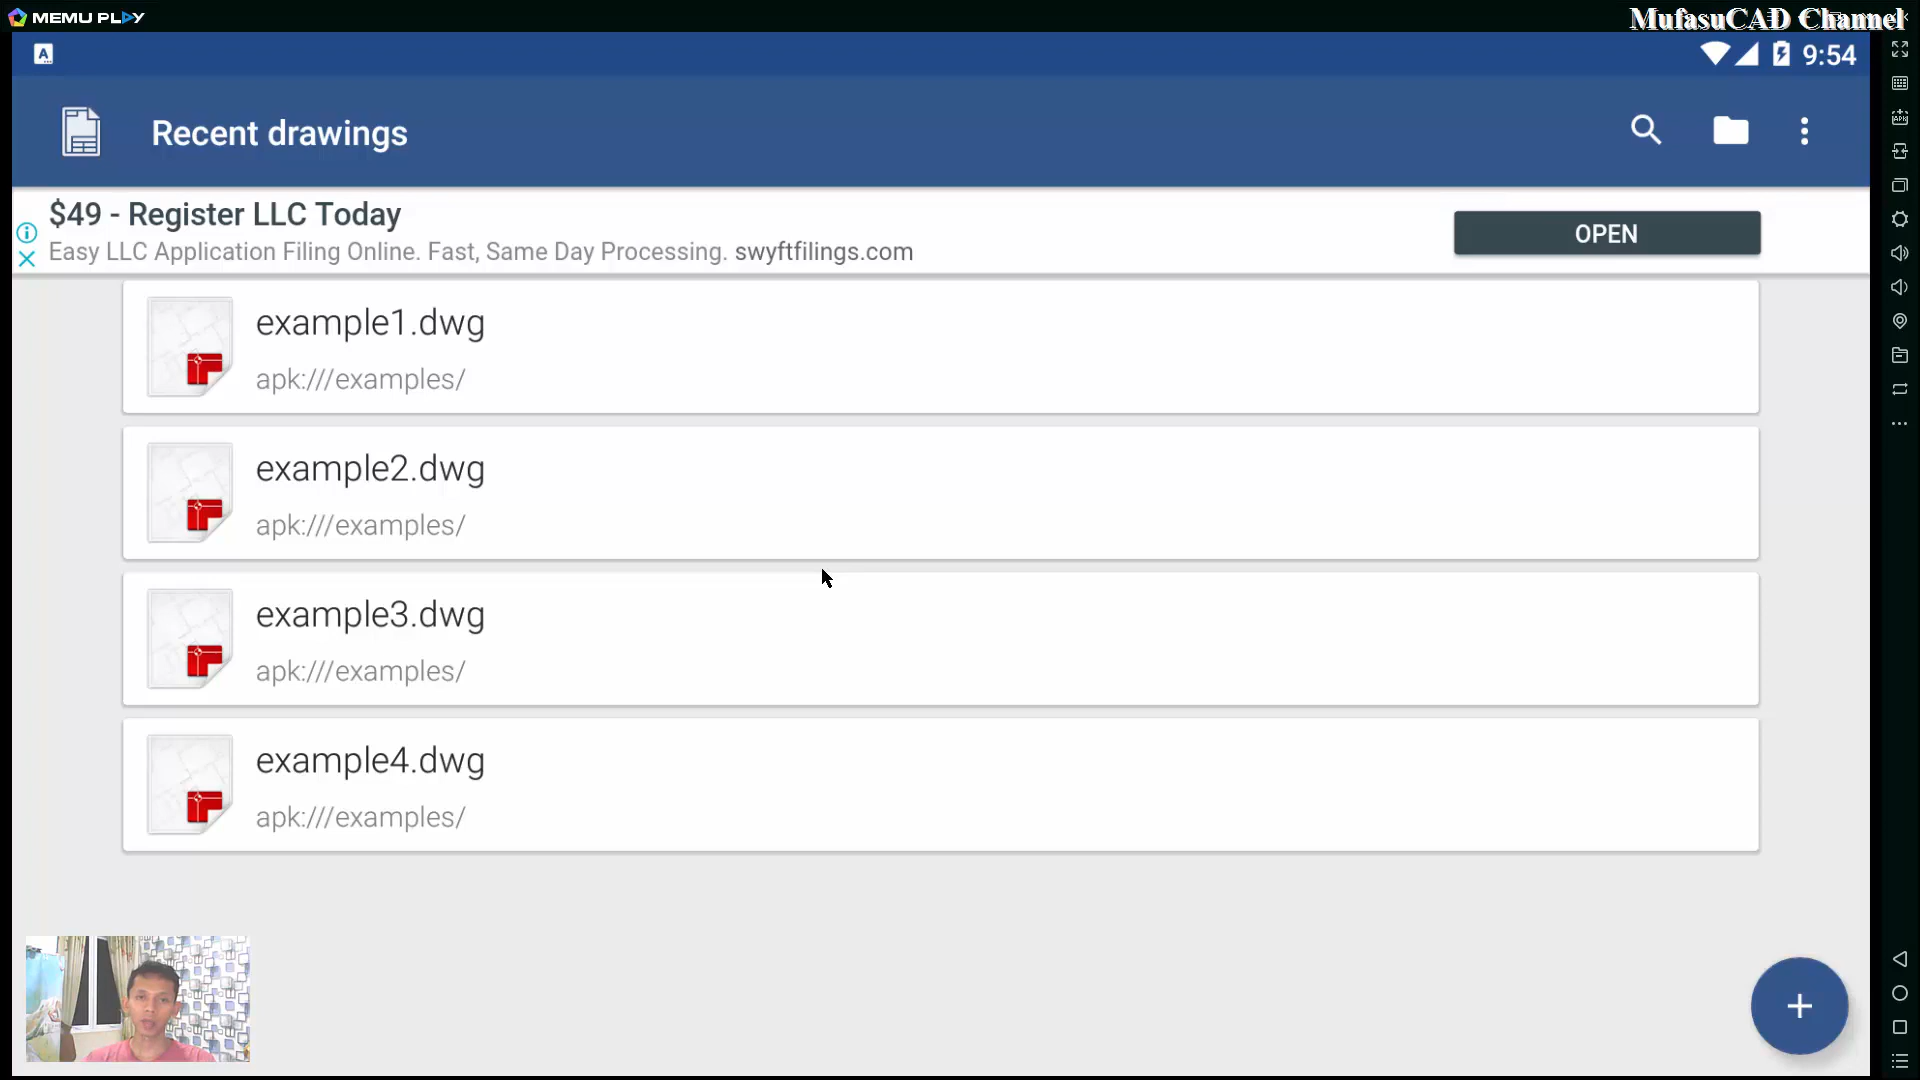 MEMU PLAY
MufasuCAD Channel
A
9:54
Recent drawings
$49 - Register LLC Today
Easy LLC Application Filing Online. Fast, Same Day Processing. swyftfilings.com
OPEN
example1.dwg
apk:///examples/
example2.dwg
apk:///examples/
example3.dwg
apk:///examples/
example4.dwg
apk:///examples/